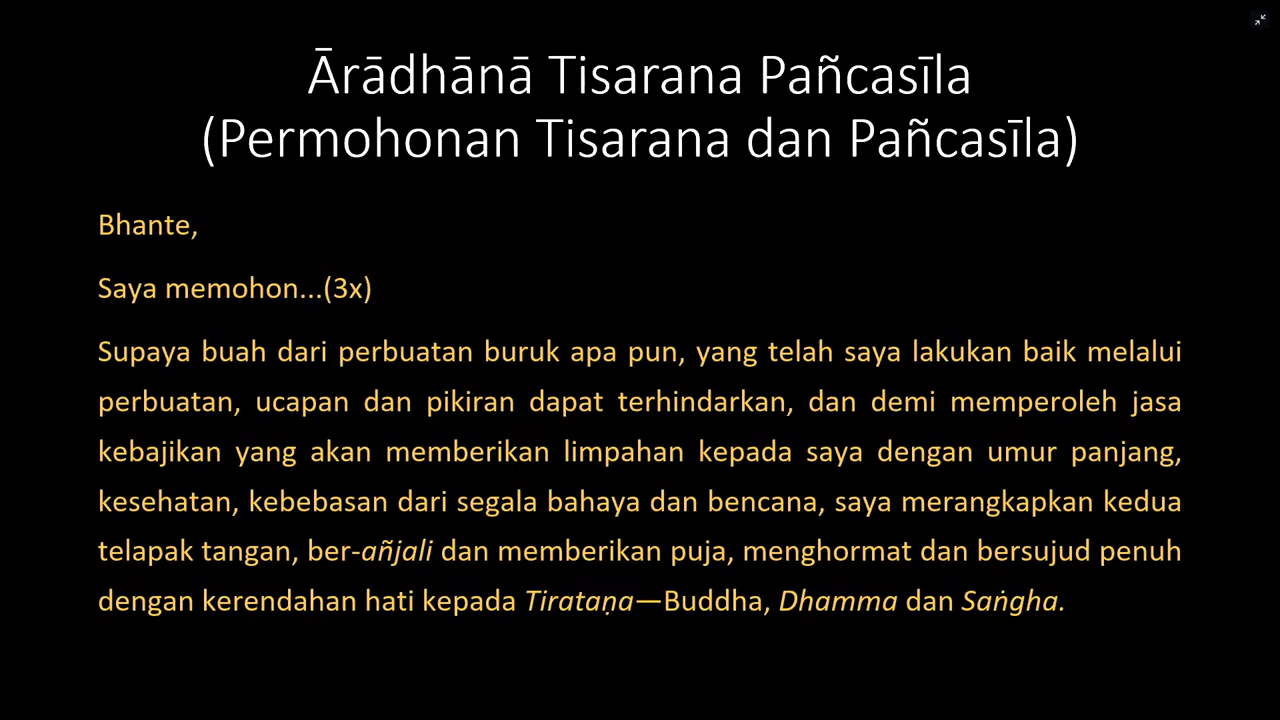 Ārādhānā Tisarana Pañcasīla
(Permohonan Tisarana dan Pañcasīla)
Bhante,
Saya memohon...(3x)
Supaya buah dari perbuatan buruk apa pun, yang telah saya lakukan baik melalui
perbuatan, ucapan dan pikiran dapat terhindarkan, dan demi memperoleh jasa
kebajikan yang akan memberikan limpahan kepada saya dengan umur panjang,
kesehatan, kebebasan dari segala bahaya dan bencana, saya merangkapkan kedua
telapak tangan, ber-añjali dan memberikan puja, menghormat dan bersujud penuh
dengan kerendahan hati kepada Tirataṇa—Buddha, Dhamma dan Saṅgha.